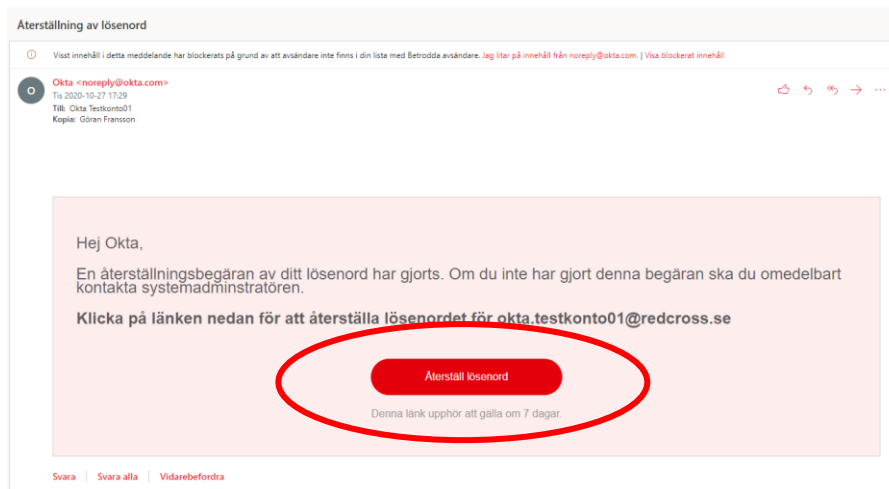 Återställning av lösenord
Visst innehåll i detta meddelande har blockerats på grund av att avsändare inte finns i din lista med Betrodda avsändare. Jag litar på innehåll från noreply@okta.com. | Visa blockerat innehåll
O
Okta <noreply@okta.com>
Tis 2020-10-27 17:29
Till: Okta Testkonto01
Kopia: Göran Fransson
Hej Okta,
En återställningsbegäran av ditt lösenord har gjorts. Om du inte har gjort denna begäran ska du omedelbart
kontakta systemadminstratören.
Klicka på länken nedan för att återställa lösenordet för okta.testkonto01@redcross.se
Återställ lösenord
Denna länk upphör att gälla om 7 dagar.
Svara | Svara alla | Vidarebefordra